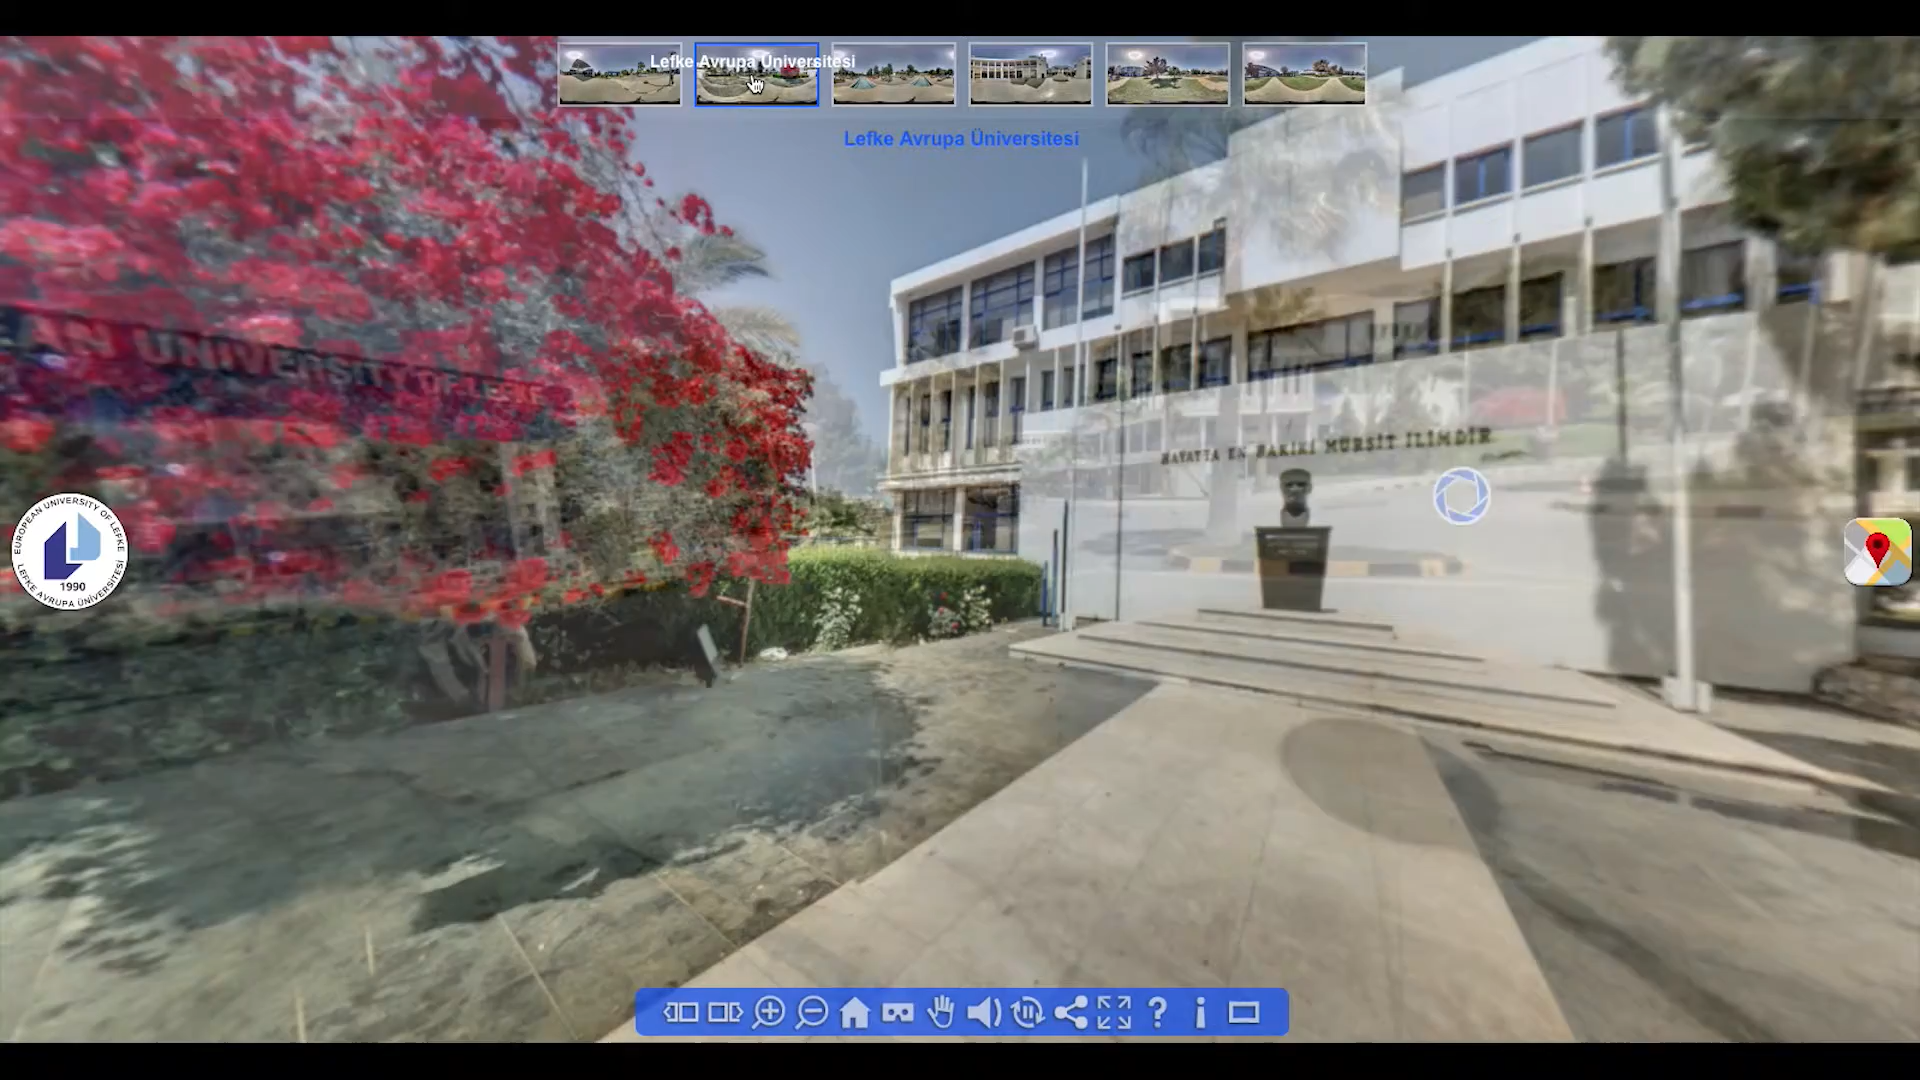 Lefke Avrupa Üniversitesi
Lefke Avrupa Üniversitesi
AN UNIVERSITY OF LEFKE
HAYATTA EN HAKİKİ MÜRŞİT İLİMDİR
EUROPEAN UNIVERSITY OF LEFKE
1990
LEFKE AVRUPA ÜNİVERSİTESİ